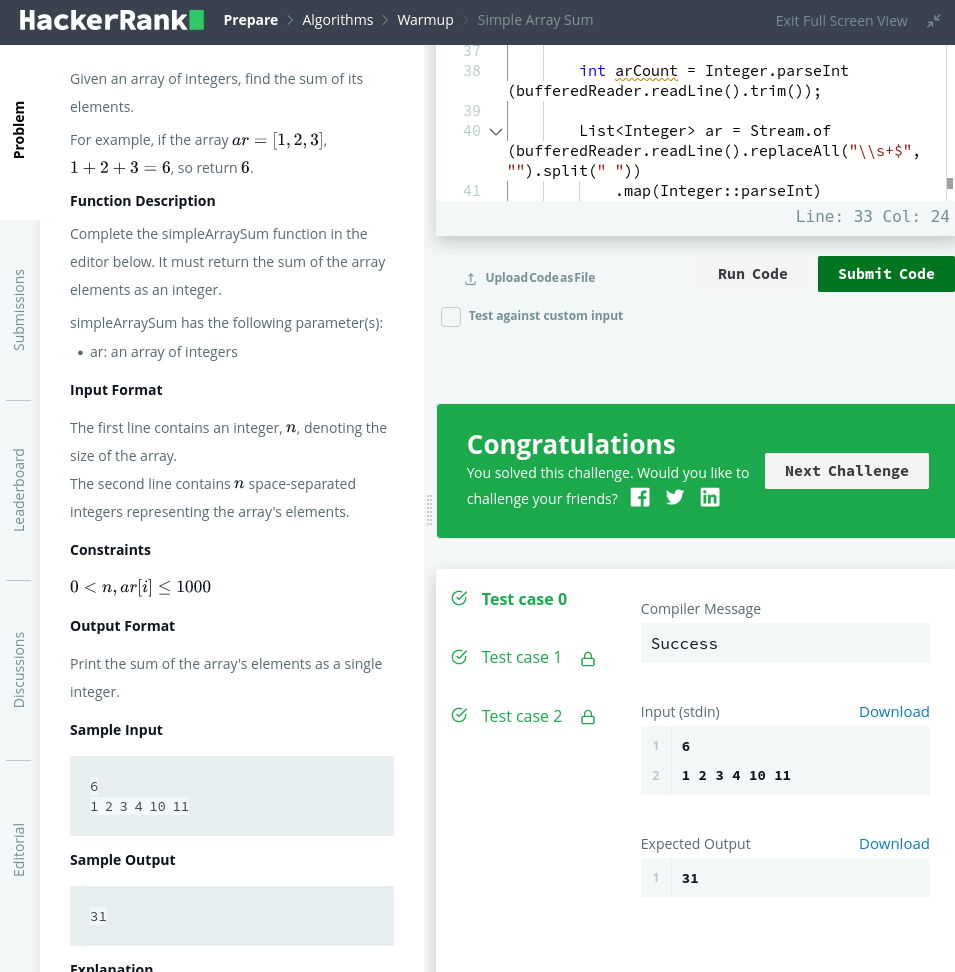 HackerRank
Prepare > Algorithms > Warmup > Simple Array Sum
Exit Full Screen View
Problem
Submissions
Leaderboard
Discussions
Editorial
Given an array of integers, find the sum of its
elements.
For example, if the array ar = [1, 2, 3],
1 + 2 + 3 = 6, so return 6.
Function Description
Complete the simpleArraySum function in the
editor below. It must return the sum of the array
elements as an integer.
simpleArraySum has the following parameter(s):
• ar: an array of integers
Input Format
The first line contains an integer, n, denoting the
size of the array.
The second line contains n space-separated
integers representing the array's elements.
Constraints
0 < n, ar[i] ≤ 1000
Output Format
Print the sum of the array's elements as a single
integer.
Sample Input
6
1 2 3 4 10 11
Sample Output
31
Explanation
37
38 int arCount = Integer.parseInt
(bufferedReader.readLine().trim());
39
40 List<Integer> ar = Stream.of
(bufferedReader.readLine().replaceAll("\\s+$",
"").split(" "))
41 .map(Integer::parseInt)
Line: 33 Col: 24
Upload Code as File
Run Code
Submit Code
Test against custom input
Congratulations
You solved this challenge. Would you like to
challenge your friends?
Next Challenge
Test case 0
Test case 1
Test case 2
Compiler Message
Success
Input (stdin)
Download
1 6
2 1 2 3 4 10 11
Expected Output
Download
1 31